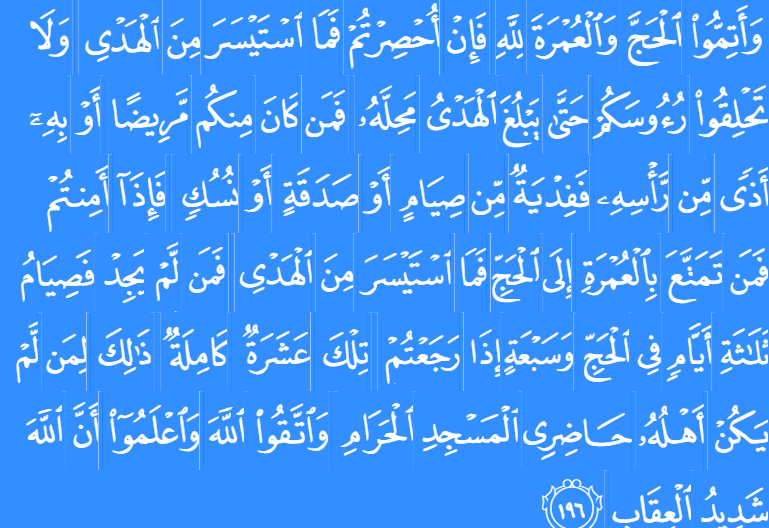 وَأَتِمُّوا۟ ٱلْحَجَّ وَٱلْعُمْرَةَ لِلَّهِ فَإِنْ أُحْصِرْتُمْ فَمَا ٱسْتَيْسَرَ مِنَ ٱلْهَدْىِ وَلَا
تَحْلِقُوا۟ رُءُوسَكُمْ حَتَّىٰ يَبْلُغَ ٱلْهَدْىُ مَحِلَّهُۥ فَمَن كَانَ مِنكُم مَّرِيضًا أَوْ بِهِۦٓ
أَذًى مِّن رَّأْسِهِۦ فَفِدْيَةٌ مِّن صِيَامٍ أَوْ صَدَقَةٍ أَوْ نُسُكٍ فَإِذَآ أَمِنتُمْ
فَمَن تَمَتَّعَ بِٱلْعُمْرَةِ إِلَى ٱلْحَجِّ فَمَا ٱسْتَيْسَرَ مِنَ ٱلْهَدْىِ فَمَن لَّمْ يَجِدْ فَصِيَامُ
ثَلَـٰثَةِ أَيَّامٍ فِى ٱلْحَجِّ وَسَبْعَةٍ إِذَا رَجَعْتُمْ تِلْكَ عَشَرَةٌ كَامِلَةٌ ذَٰلِكَ لِمَن لَّمْ
يَكُنْ أَهْلُهُۥ حَاضِرِى ٱلْمَسْجِدِ ٱلْحَرَامِ وَٱتَّقُوا۟ ٱللَّهَ وَٱعْلَمُوٓا۟ أَنَّ ٱللَّهَ
شَدِيدُ ٱلْعِقَابِ ١٩٦